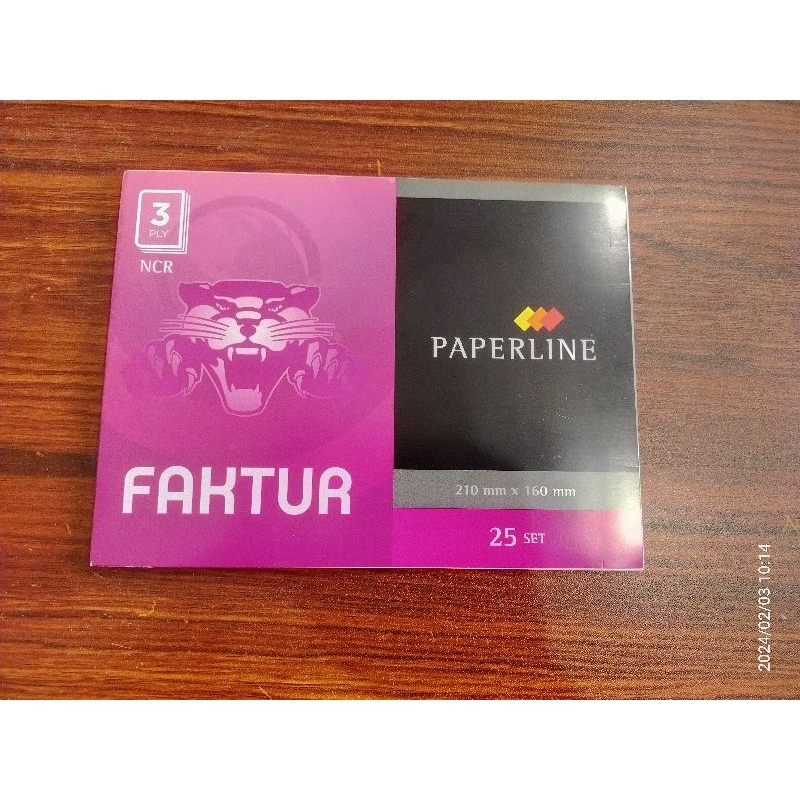 3
PLY
NCR
FAKTUR
PAPERLINE
210 mm x 160 mm
25 SET
2024/02/03 10:14